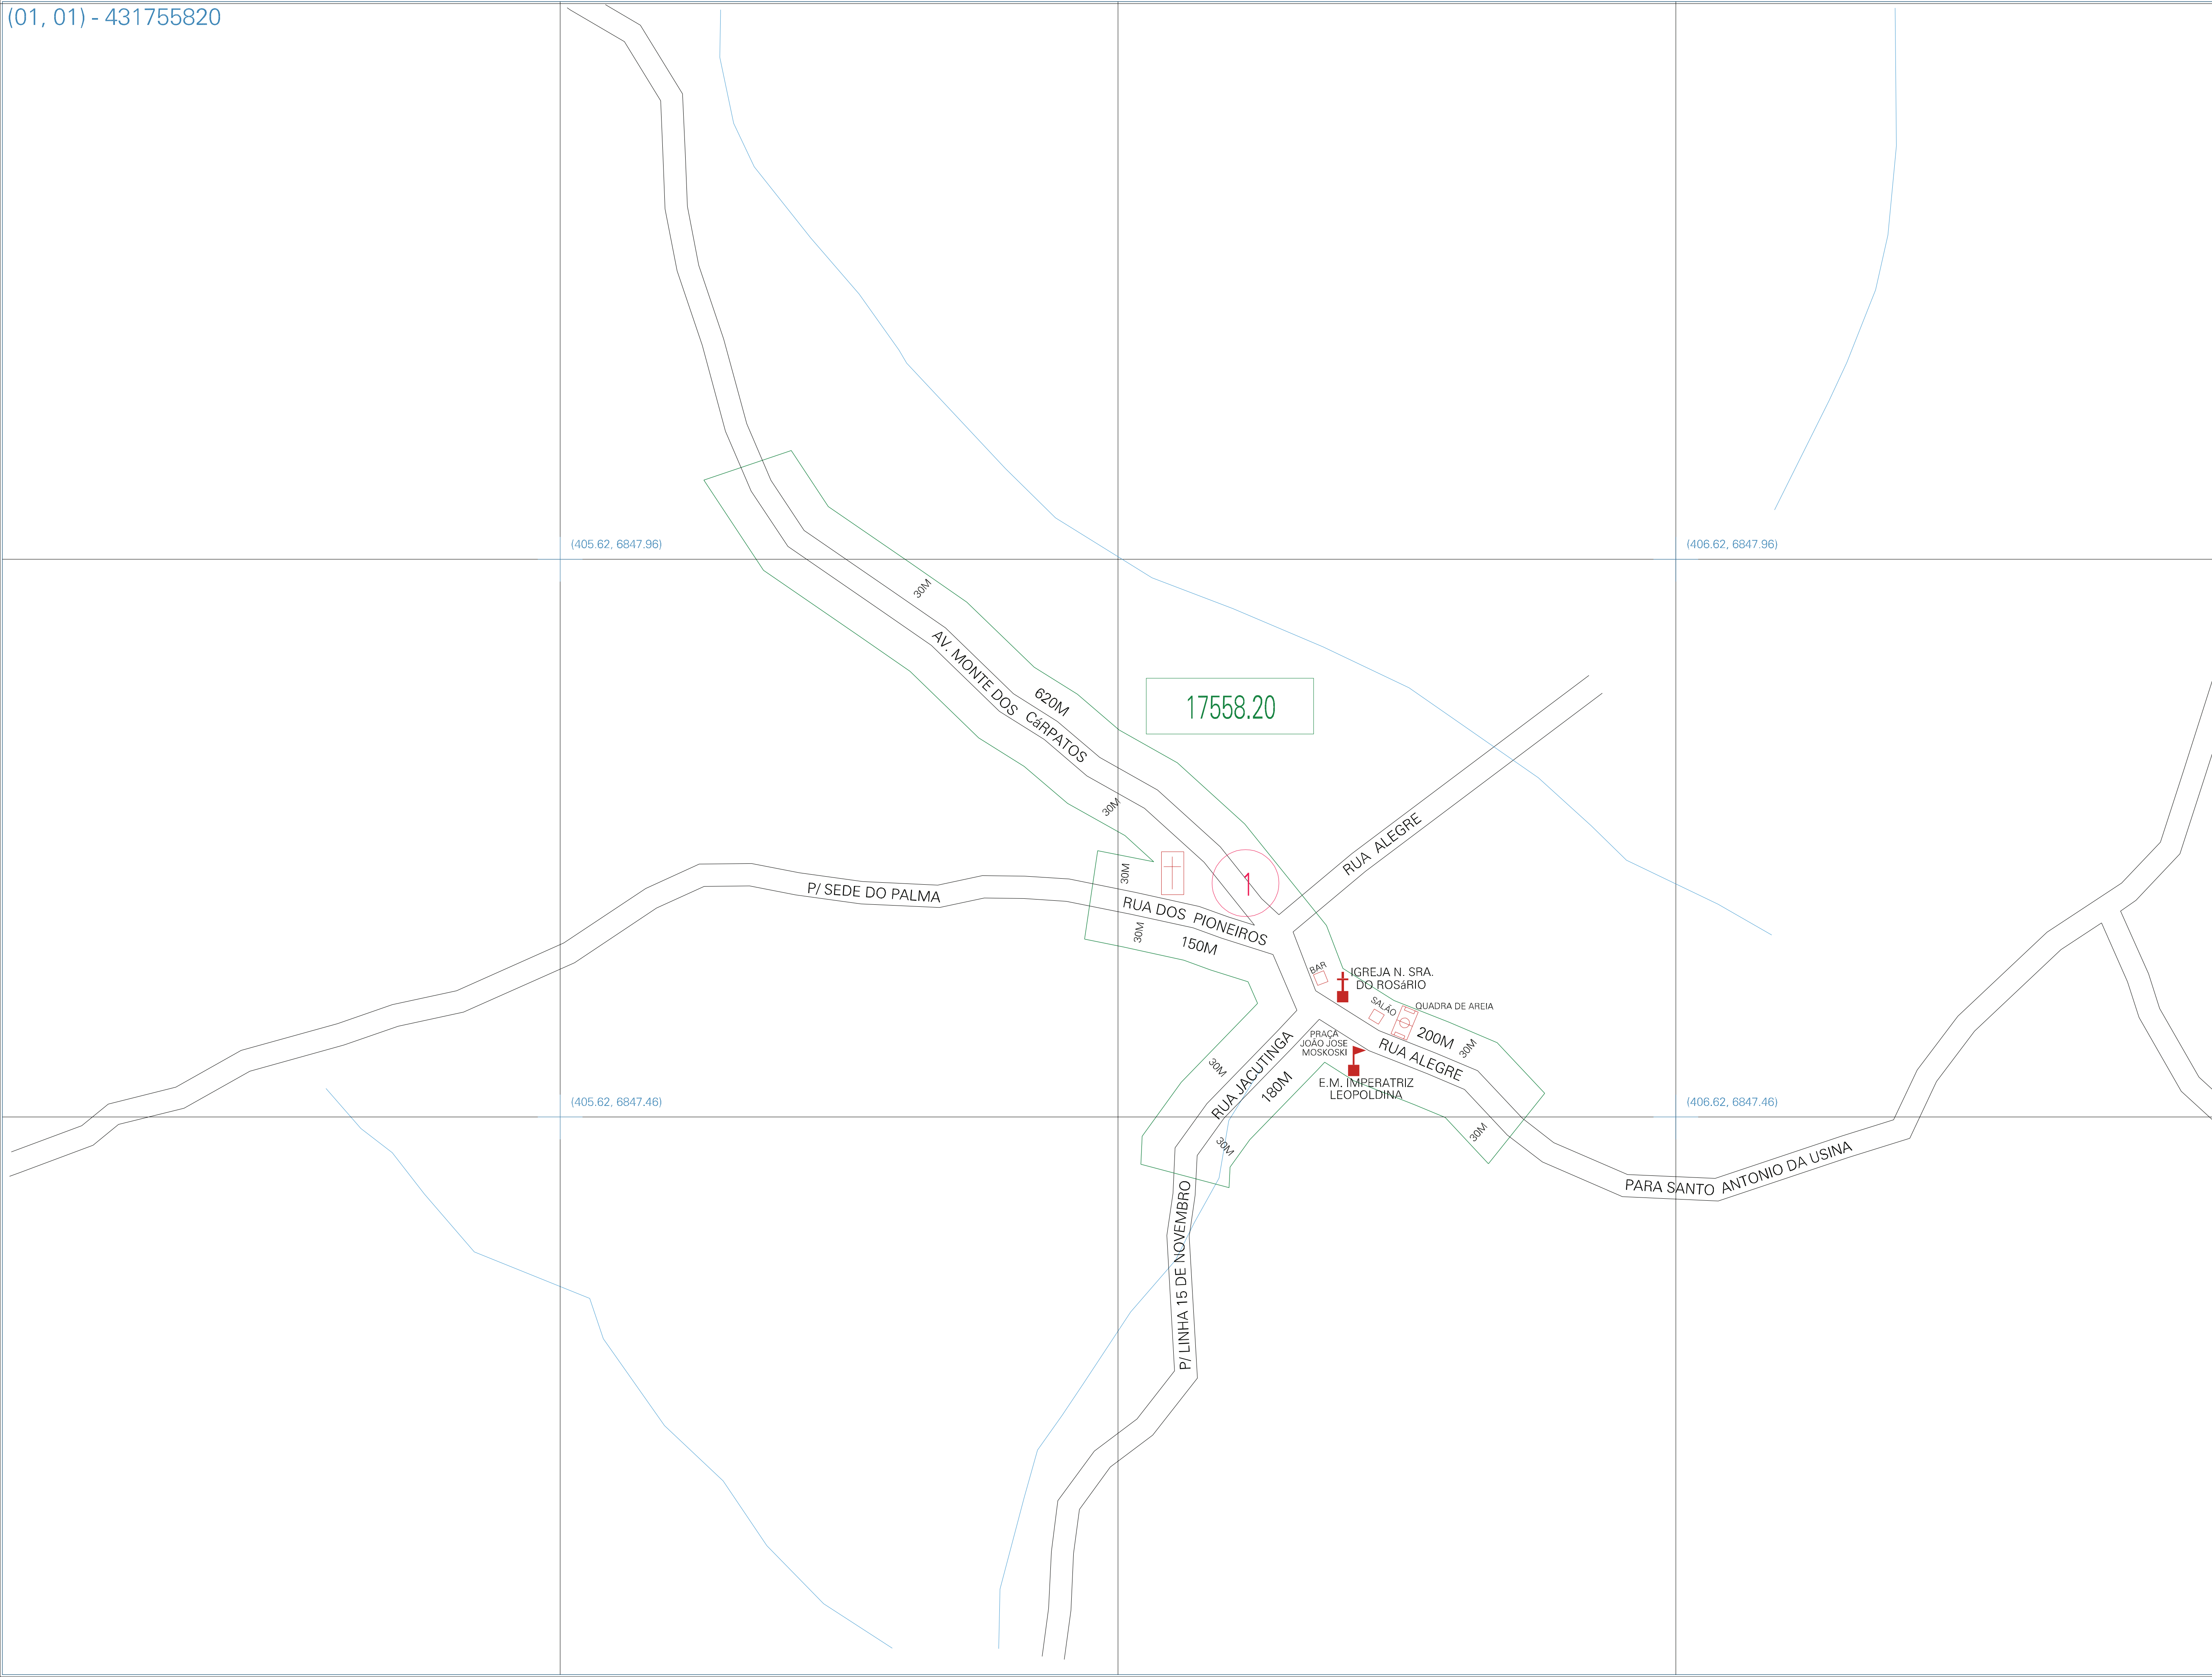 (01, 01) - 431755820
(405.62, 6847.96)
(406.62, 6847.96)
30M
AV. MONTE DOS CáRPATOS
620M
17558.20
30M
RUA ALEGRE
30M
1
P/ SEDE DO PALMA
RUA DOS PIONEIROS
30M
150M
BAR
IGREJA N. SRA.
DO ROSáRIO
SALÃO
QUADRA DE AREIA
200M
30M
PRAÇA
JOÃO JOSE
MOSKOSKI
RUA ALEGRE
30M
RUA JACUTINGA
180M
E.M. IMPERATRIZ
LEOPOLDINA
(405.62, 6847.46)
(406.62, 6847.46)
30M
30M
PARA SANTO ANTONIO DA USINA
P/ LINHA 15 DE NOVEMBRO